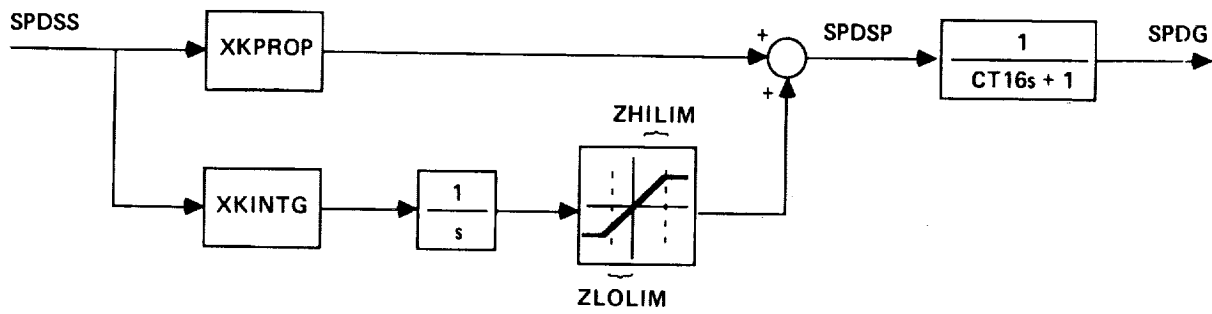 SPDSS
XKPROP
+
+
SPDSP
1
CT16s + 1
SPDG
ZHILIM
XKINTG
1
s
ZLOLIM